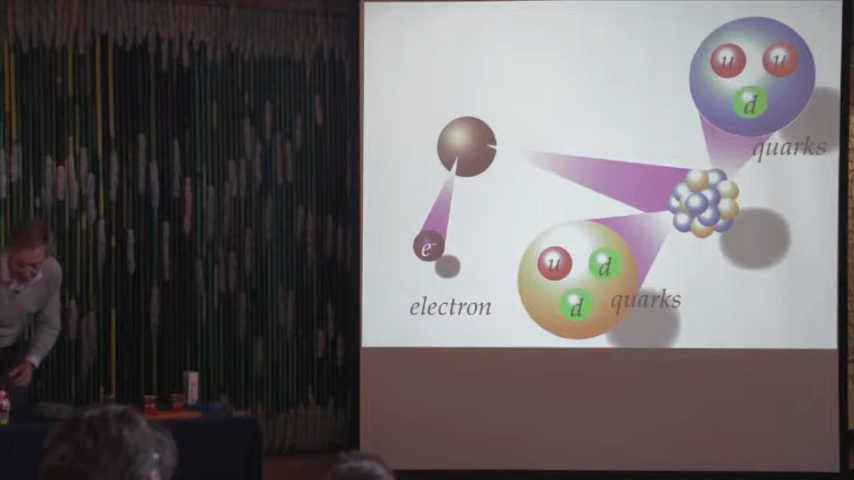 u u
d
quarks
e⁻
u d
d
quarks
electron